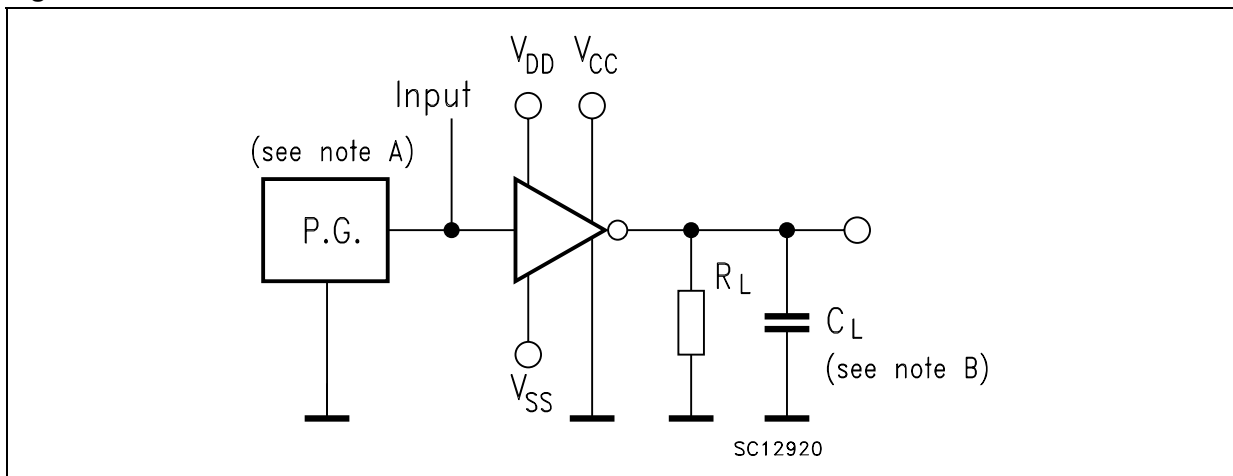 V_DD V_CC
Input
(see note A)
P.G.
R_L
C_L
(see note B)
V_SS
SC12920